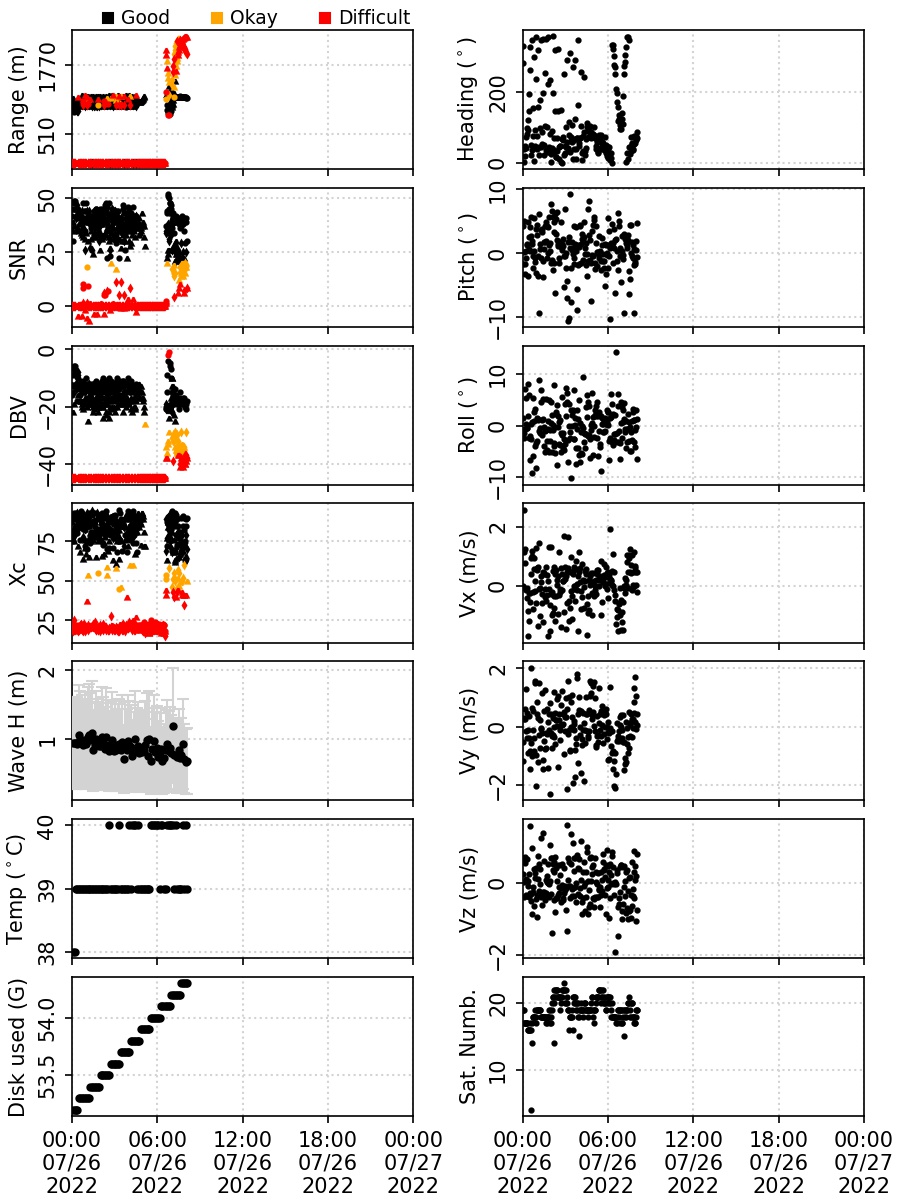 Good Okay Difficult
Range (m)
1770
510
Heading (°)
200
0
SNR
50
25
0
Pitch (°)
10
0
−10
DBV
0
−20
−40
Roll (°)
10
0
−10
Xc
75
50
25
Vx (m/s)
2
0
Wave H (m)
2
1
Vy (m/s)
2
0
−2
Temp (°C)
40
39
38
Vz (m/s)
0
−2
Disk used (G)
54.0
53.5
Sat. Numb.
20
10
00:00 06:00 12:00 18:00 00:00
07/26 07/26 07/26 07/26 07/27
2022 2022 2022 2022 2022
00:00 06:00 12:00 18:00 00:00
07/26 07/26 07/26 07/26 07/27
2022 2022 2022 2022 2022